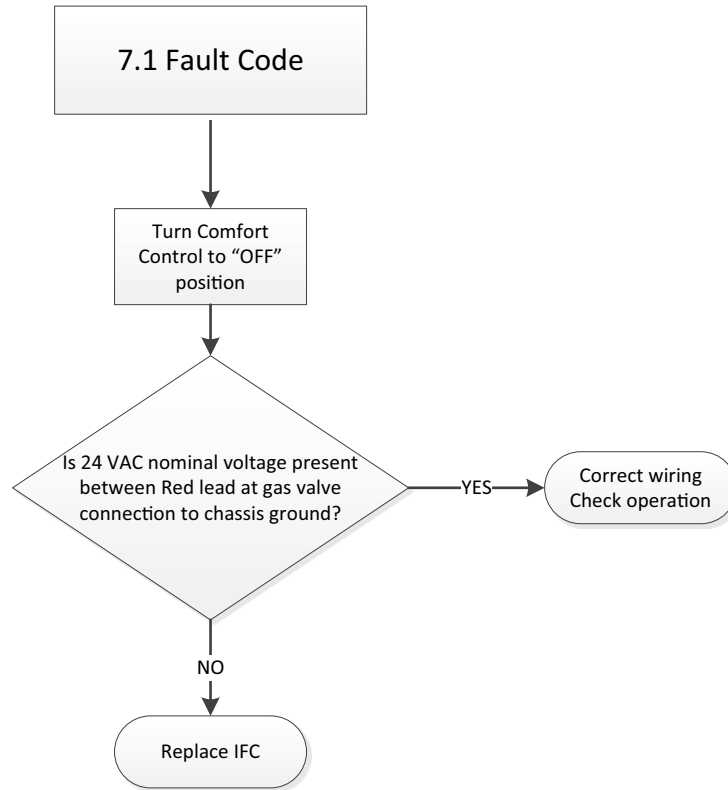 7.1 Fault Code
Turn Comfort
Control to “OFF”
position
Is 24 VAC nominal voltage present
between Red lead at gas valve
connection to chassis ground?
YES
Correct wiring
Check operation
NO
Replace IFC